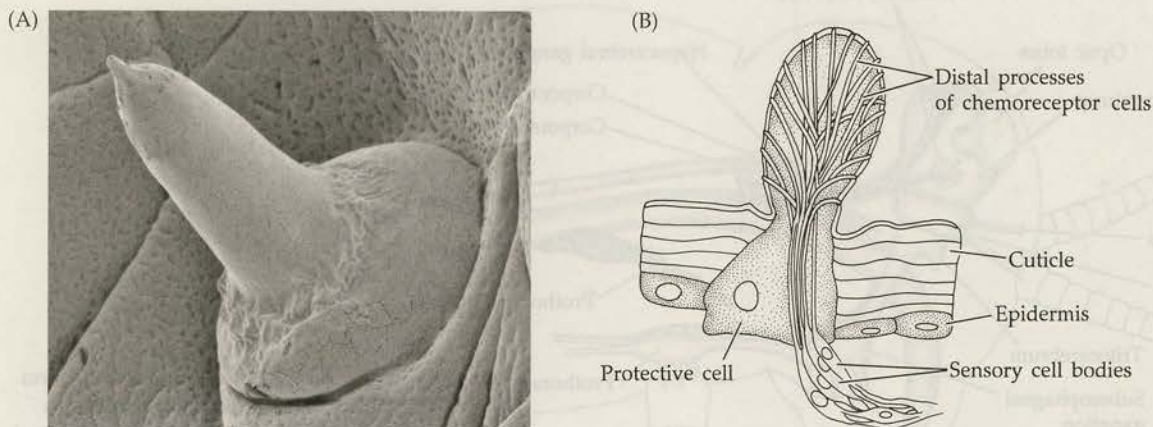 (A)
(B)
Distal processes
of chemoreceptor cells
Cuticle
Epidermis
Protective cell
Sensory cell bodies